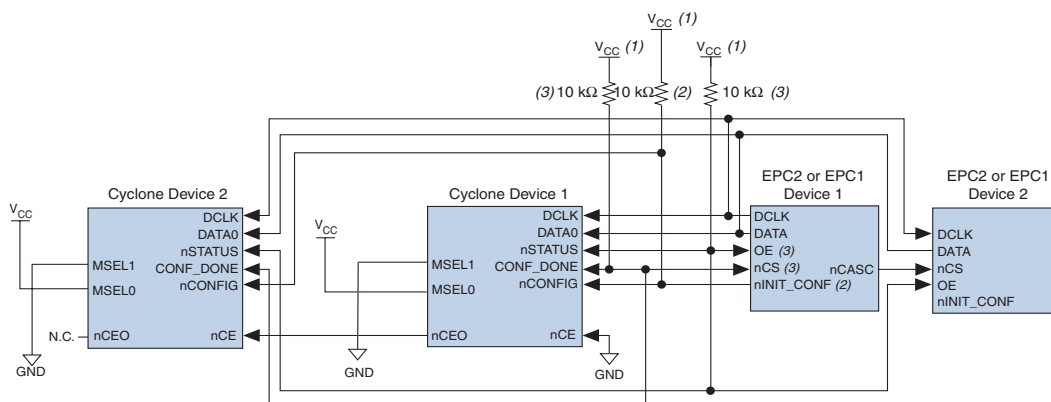 VCC (1)
VCC (1)
VCC (1)
(3) 10 kΩ
10 kΩ
(2)
10 kΩ (3)
Cyclone Device 2
VCC
DCLK
DATA0
nSTATUS
CONF_DONE
nCONFIG
MSEL1
MSEL0
N.C.
nCEO
nCE
GND
Cyclone Device 1
VCC
DCLK
DATA0
nSTATUS
CONF_DONE
nCONFIG
MSEL1
MSEL0
nCEO
nCE
GND
GND
EPC2 or EPC1
Device 1
DCLK
DATA
OE (3)
nCS (3)
nCASC
nINIT_CONF (2)
EPC2 or EPC1
Device 2
DCLK
DATA
nCS
OE
nINIT_CONF